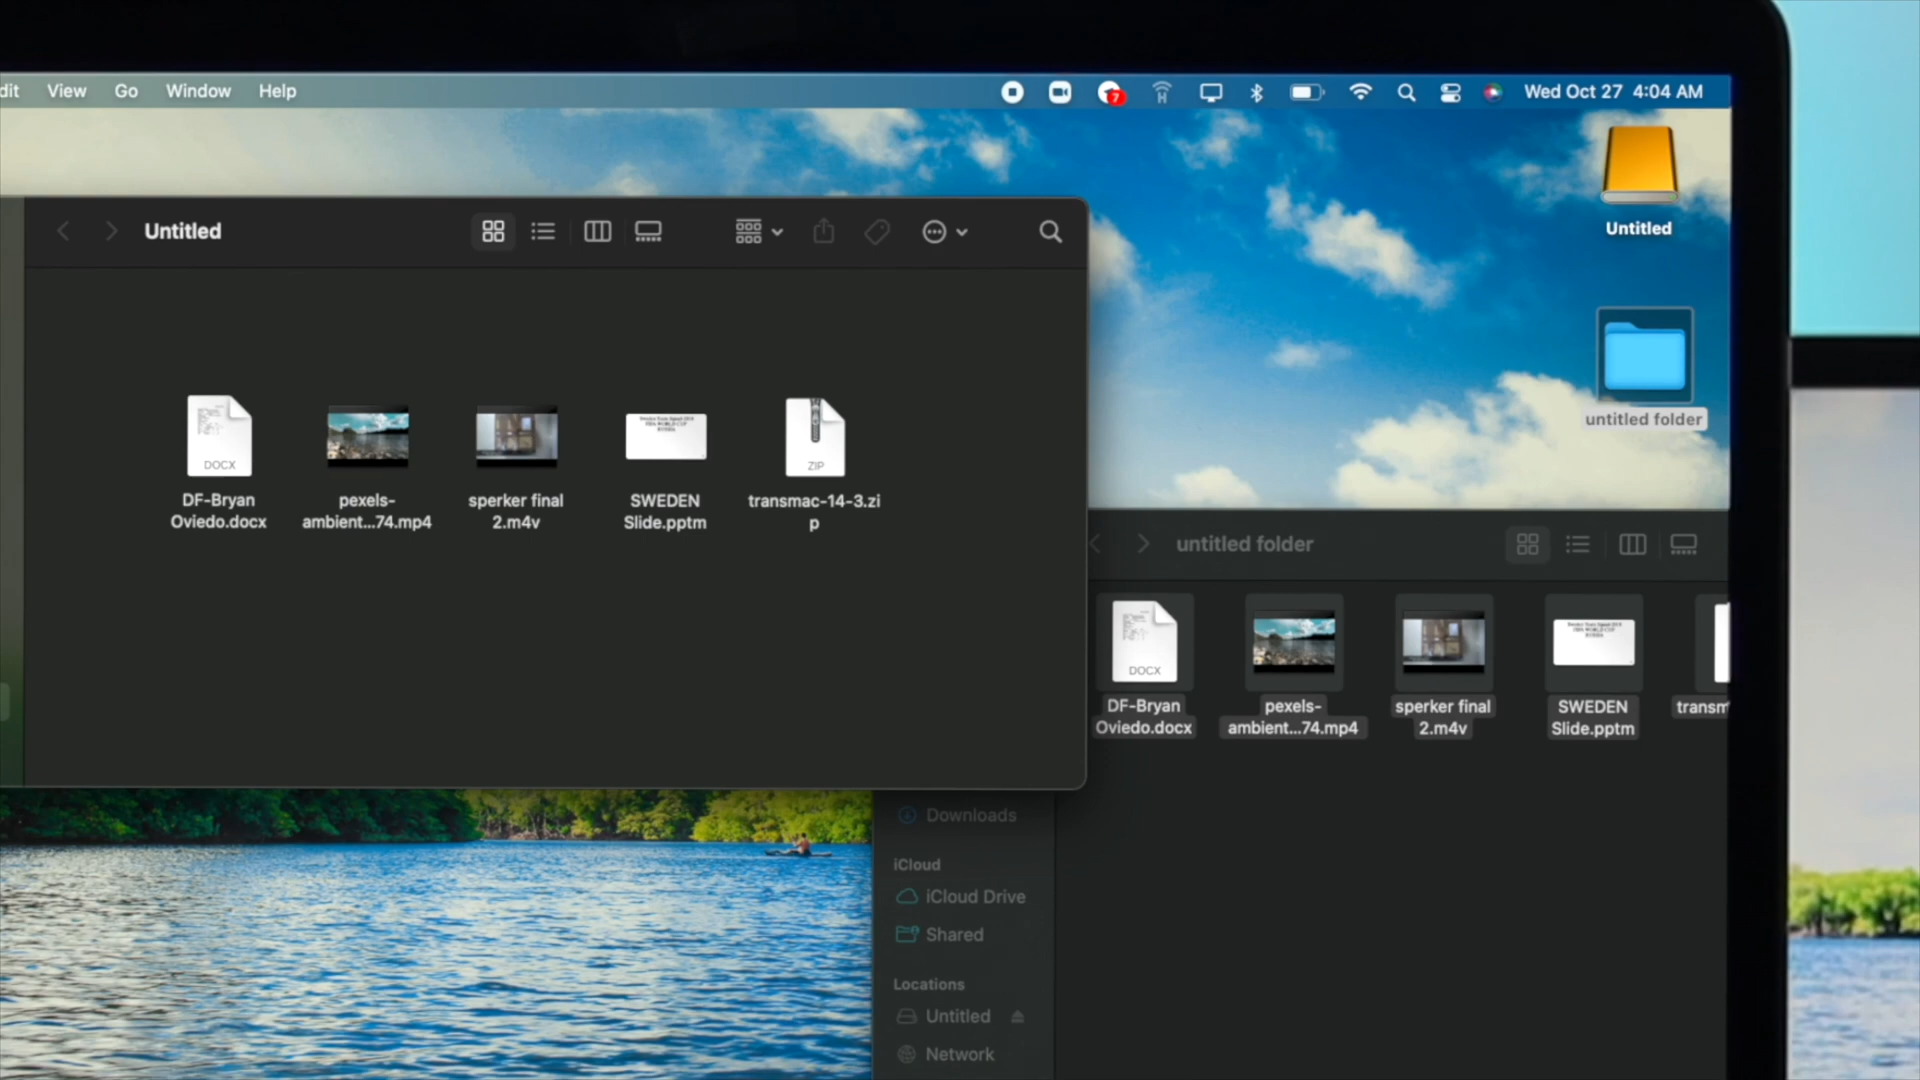 dit View Go Window Help
7
Wed Oct 27 4:04 AM
Untitled
Untitled
untitled folder
DOCX
ZIP
DF-Bryan
Oviedo.docx
pexels-
ambient...74.mp4
sperker final
2.m4v
SWEDEN
Slide.pptm
transmac-14-3.zi
p
untitled folder
DOCX
DF-Bryan
Oviedo.docx
pexels-
ambient...74.mp4
sperker final
2.m4v
SWEDEN
Slide.pptm
transm
Downloads
iCloud
iCloud Drive
Shared
Locations
Untitled
Network